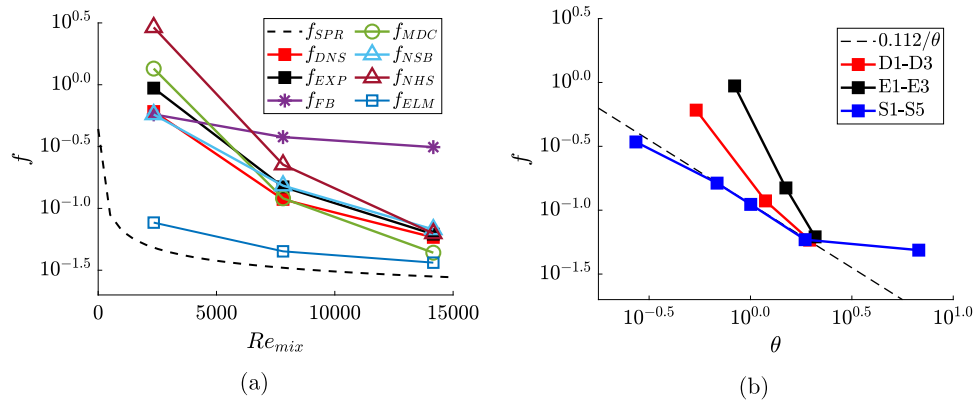 10^0.5
10^0.0
10^-0.5
10^-1.0
10^-1.5
f
0
5000
10000
15000
Re_mix
f_SPR
f_DNS
f_EXP
f_FB
f_MDC
f_NSB
f_NHS
f_ELM
(a)
10^0.0
10^-0.5
10^-1.0
10^-1.5
f
10^-0.5
10^0.0
10^0.5
10^1.0
θ
0.112/θ
D1-D3
E1-E3
S1-S5
(b)